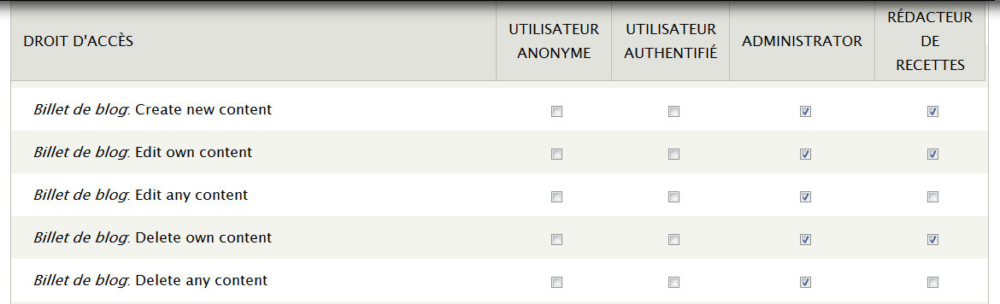 DROIT D'ACCÈS
UTILISATEUR
ANONYME
UTILISATEUR
AUTHENTIFIÉ
ADMINISTRATOR
RÉDACTEUR
DE
RECETTES
Billet de blog: Create new content
Billet de blog: Edit own content
Billet de blog: Edit any content
Billet de blog: Delete own content
Billet de blog: Delete any content